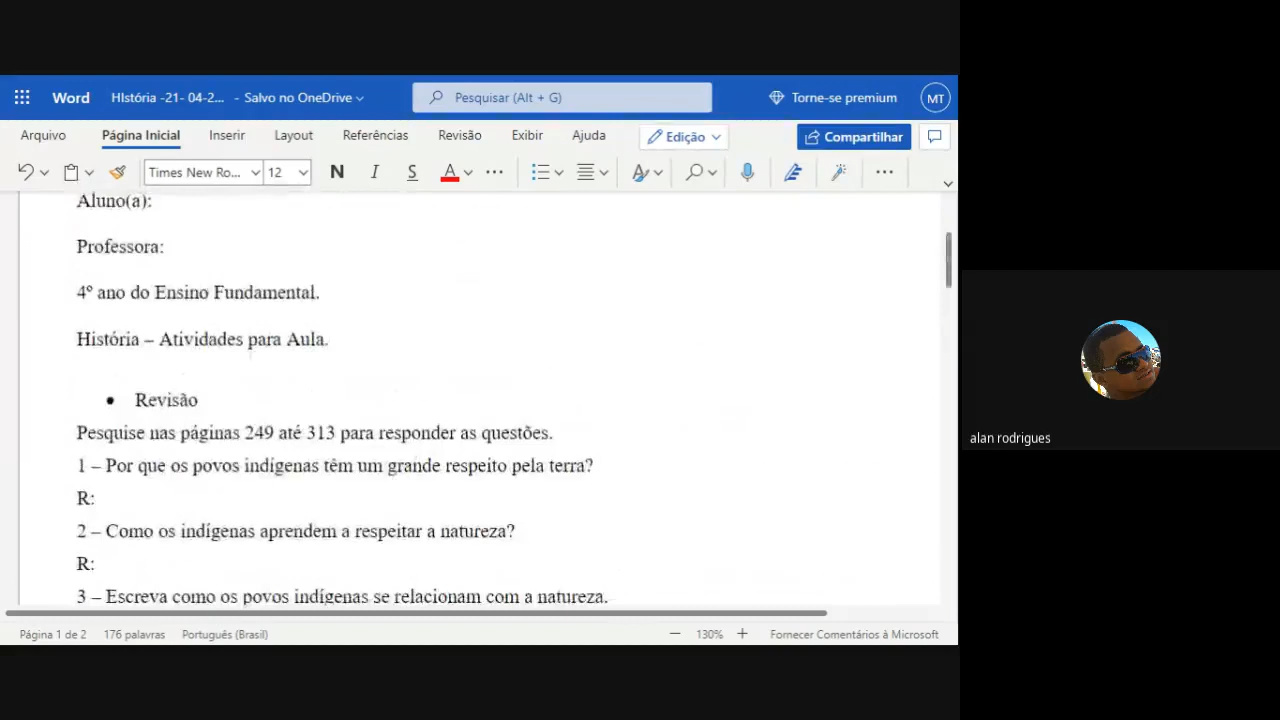 Word HIstória -21- 04-2... - Salvo no OneDrive Pesquisar (Alt + G) Torne-se premium MT
Arquivo Página Inicial Inserir Layout Referências Revisão Exibir Ajuda Edição Compartilhar
Times New Ro... 12 N I S A ... ...
Aluno(a):
Professora:
4º ano do Ensino Fundamental.
História – Atividades para Aula.
• Revisão
Pesquise nas páginas 249 até 313 para responder as questões.
1 – Por que os povos indígenas têm um grande respeito pela terra?
R:
2 – Como os indígenas aprendem a respeitar a natureza?
R:
3 – Escreva como os povos indígenas se relacionam com a natureza.
Página 1 de 2 176 palavras Português (Brasil) — 130% + Fornecer Comentários à Microsoft
alan rodrigues